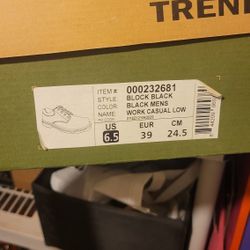 TREN
ITEM # 000232681
STYLE: BLOCK BLACK
COLOR: BLACK MENS
NAME: WORK CASUAL LOW
US EUR CM
6.5 39 24.5